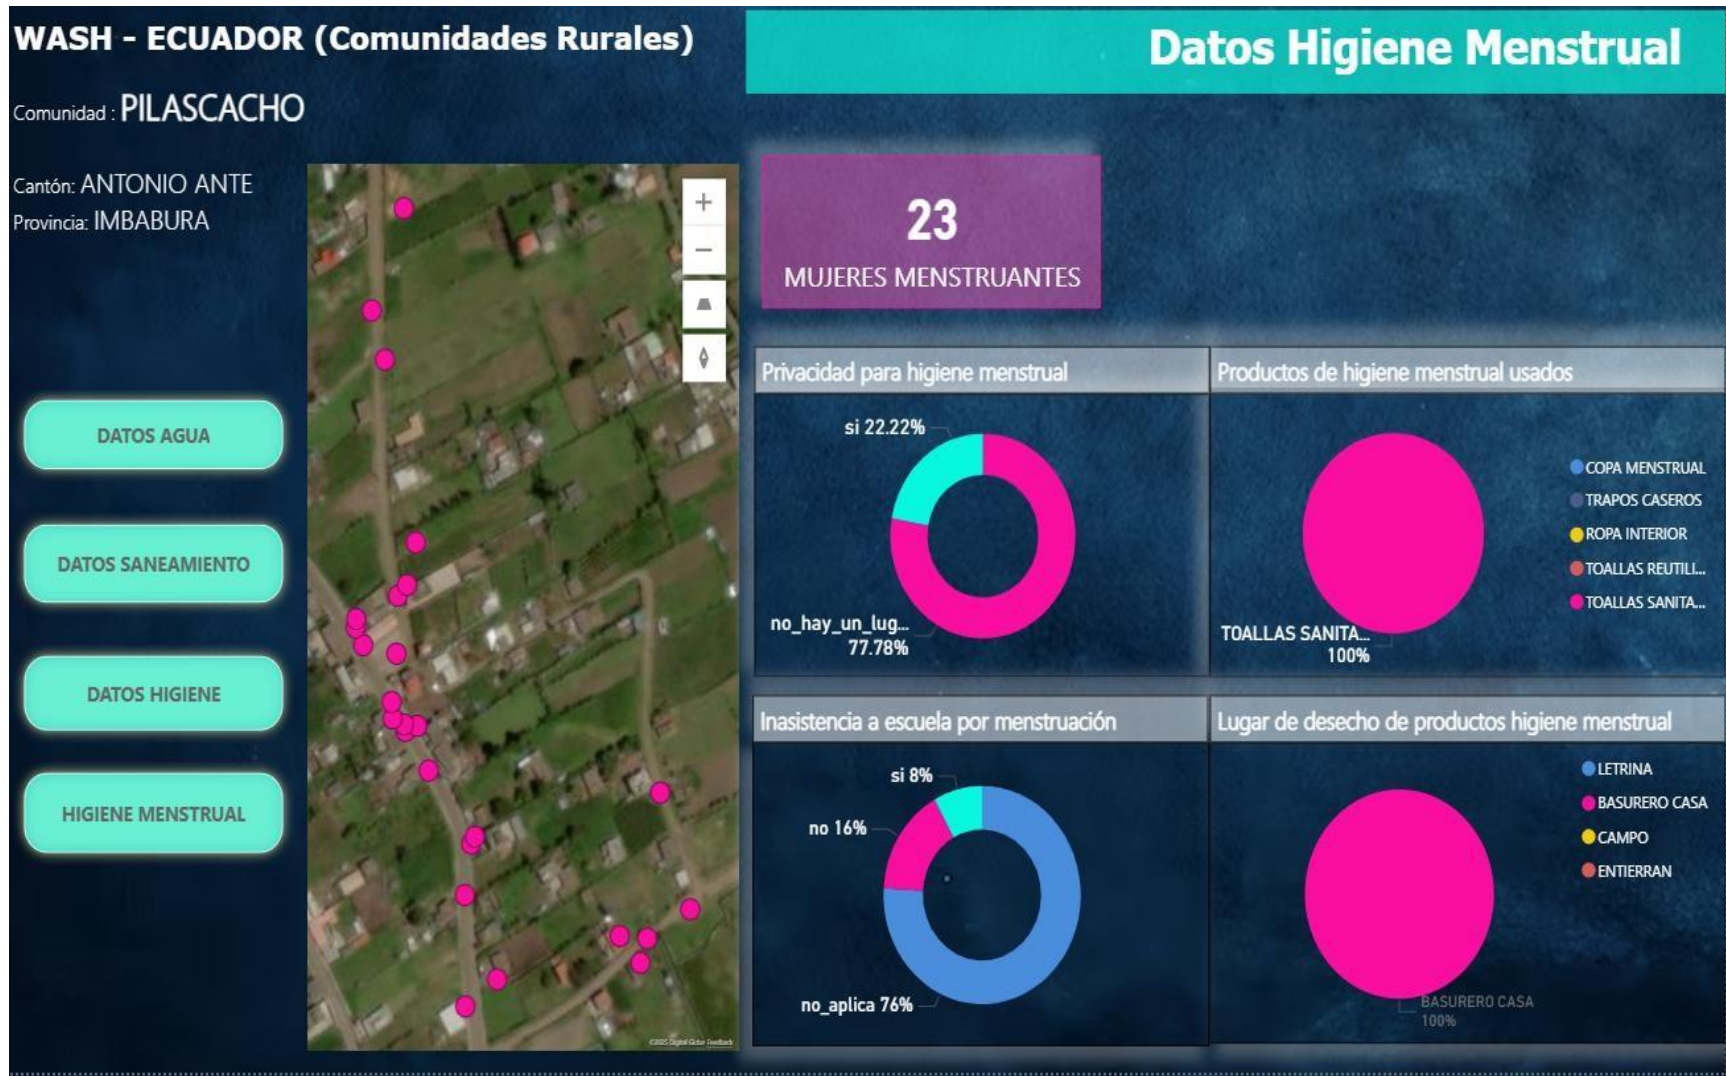 WASH - ECUADOR (Comunidades Rurales)
Datos Higiene Menstrual
Comunidad : PILASCACHO
Cantón: ANTONIO ANTE
Provincia: IMBABURA
DATOS AGUA
DATOS SANEAMIENTO
DATOS HIGIENE
HIGIENE MENSTRUAL
©2025 Digital Globe Feedback
23
MUJERES MENSTRUANTES
Privacidad para higiene menstrual
si 22.22%
no_hay_un_lug...
77.78%
Productos de higiene menstrual usados
COPA MENSTRUAL
TRAPOS CASEROS
ROPA INTERIOR
TOALLAS REUTILI...
TOALLAS SANITA...
TOALLAS SANITA...
100%
Inasistencia a escuela por menstruación
si 8%
no 16%
no_aplica 76%
Lugar de desecho de productos higiene menstrual
LETRINA
BASURERO CASA
CAMPO
ENTIERRAN
BASURERO CASA
100%